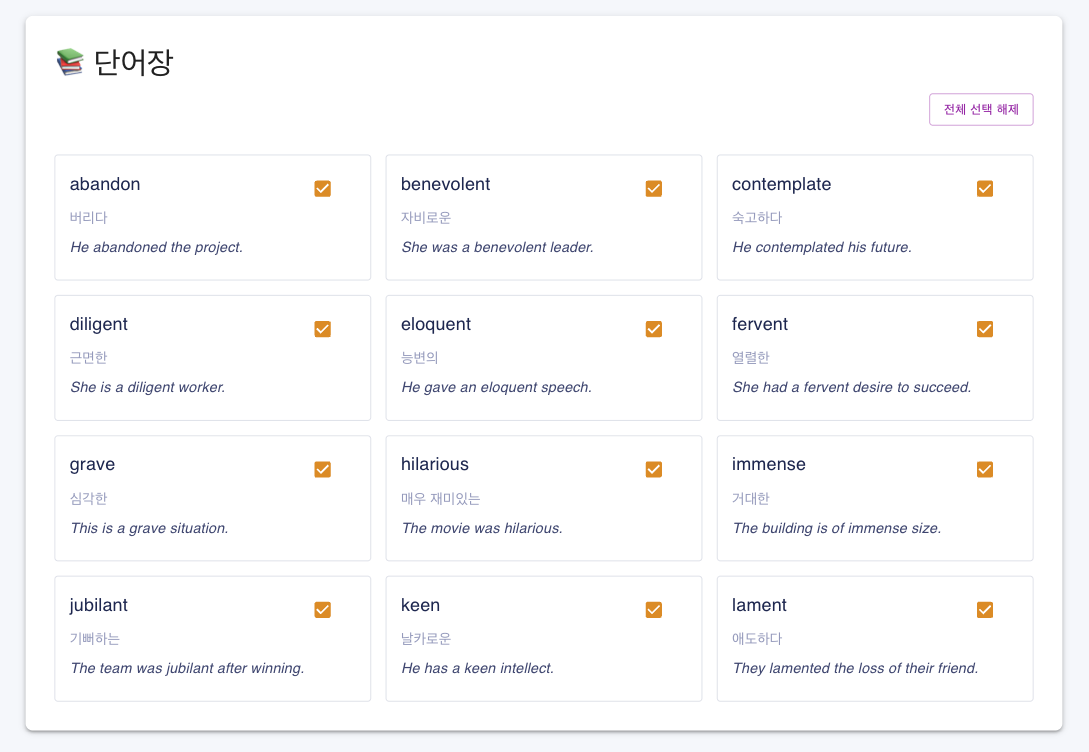 단어장
전체 선택 해제
abandon
버리다
He abandoned the project.
benevolent
자비로운
She was a benevolent leader.
contemplate
숙고하다
He contemplated his future.
diligent
근면한
She is a diligent worker.
eloquent
능변의
He gave an eloquent speech.
fervent
열렬한
She had a fervent desire to succeed.
grave
심각한
This is a grave situation.
hilarious
매우 재미있는
The movie was hilarious.
immense
거대한
The building is of immense size.
jubilant
기뻐하는
The team was jubilant after winning.
keen
날카로운
He has a keen intellect.
lament
애도하다
They lamented the loss of their friend.